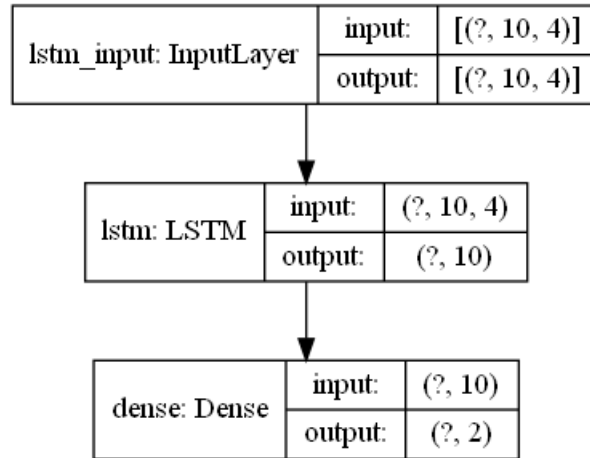 lstm_input: InputLayer
input:
[(?, 10, 4)]
output:
[(?, 10, 4)]
lstm: LSTM
input:
(?, 10, 4)
output:
(?, 10)
dense: Dense
input:
(?, 10)
output:
(?, 2)